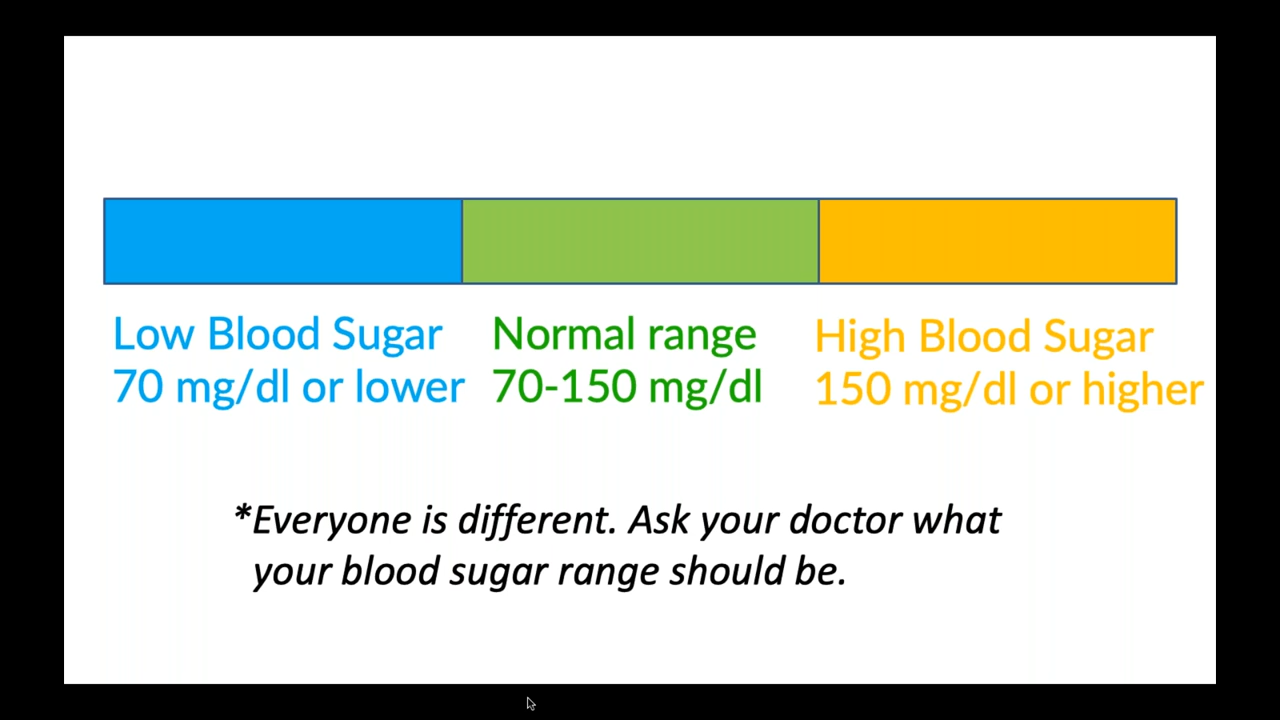 Low Blood Sugar
70 mg/dl or lower
Normal range
70-150 mg/dl
High Blood Sugar
150 mg/dl or higher
*Everyone is different. Ask your doctor what
your blood sugar range should be.